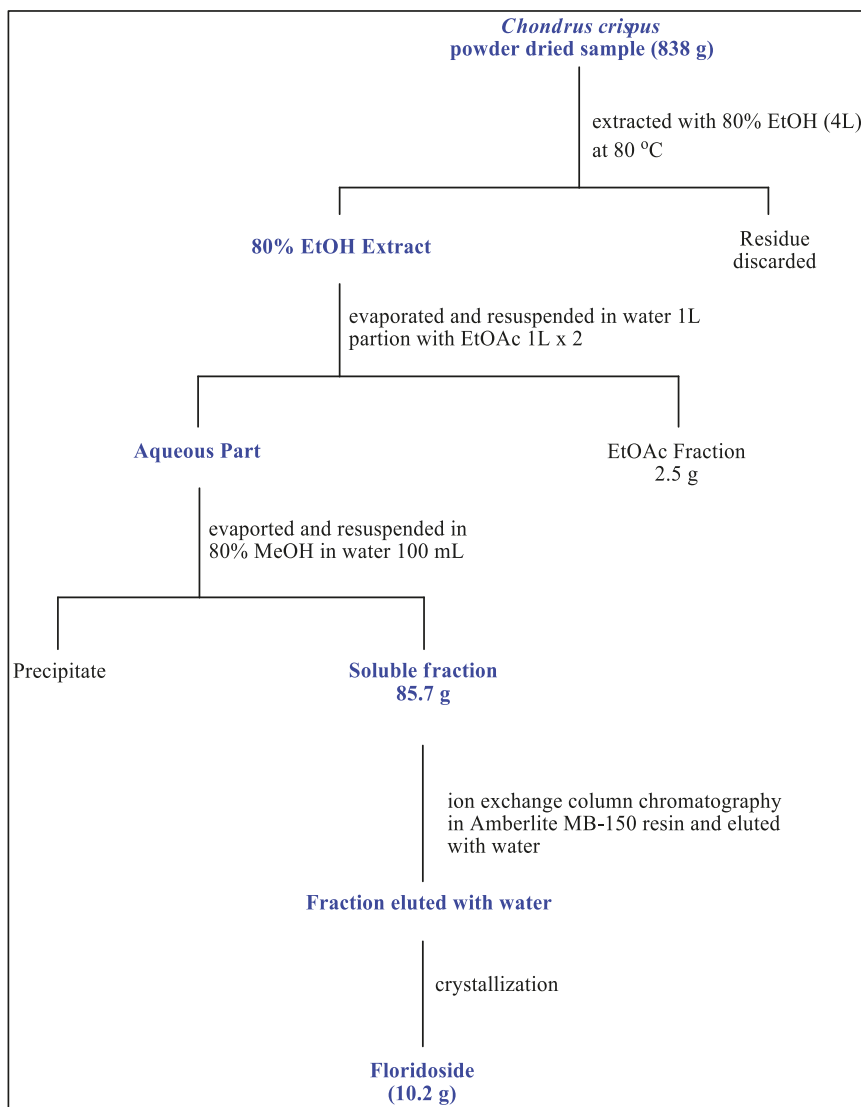 Chondrus crispus
powder dried sample (838 g)
extracted with 80% EtOH (4L)
at 80 °C
80% EtOH Extract
Residue
discarded
evaporated and resuspended in water 1L
partion with EtOAc 1L x 2
Aqueous Part
EtOAc Fraction
2.5 g
evaported and resuspended in
80% MeOH in water 100 mL
Precipitate
Soluble fraction
85.7 g
ion exchange column chromatography
in Amberlite MB-150 resin and eluted
with water
Fraction eluted with water
crystallization
Floridoside
(10.2 g)